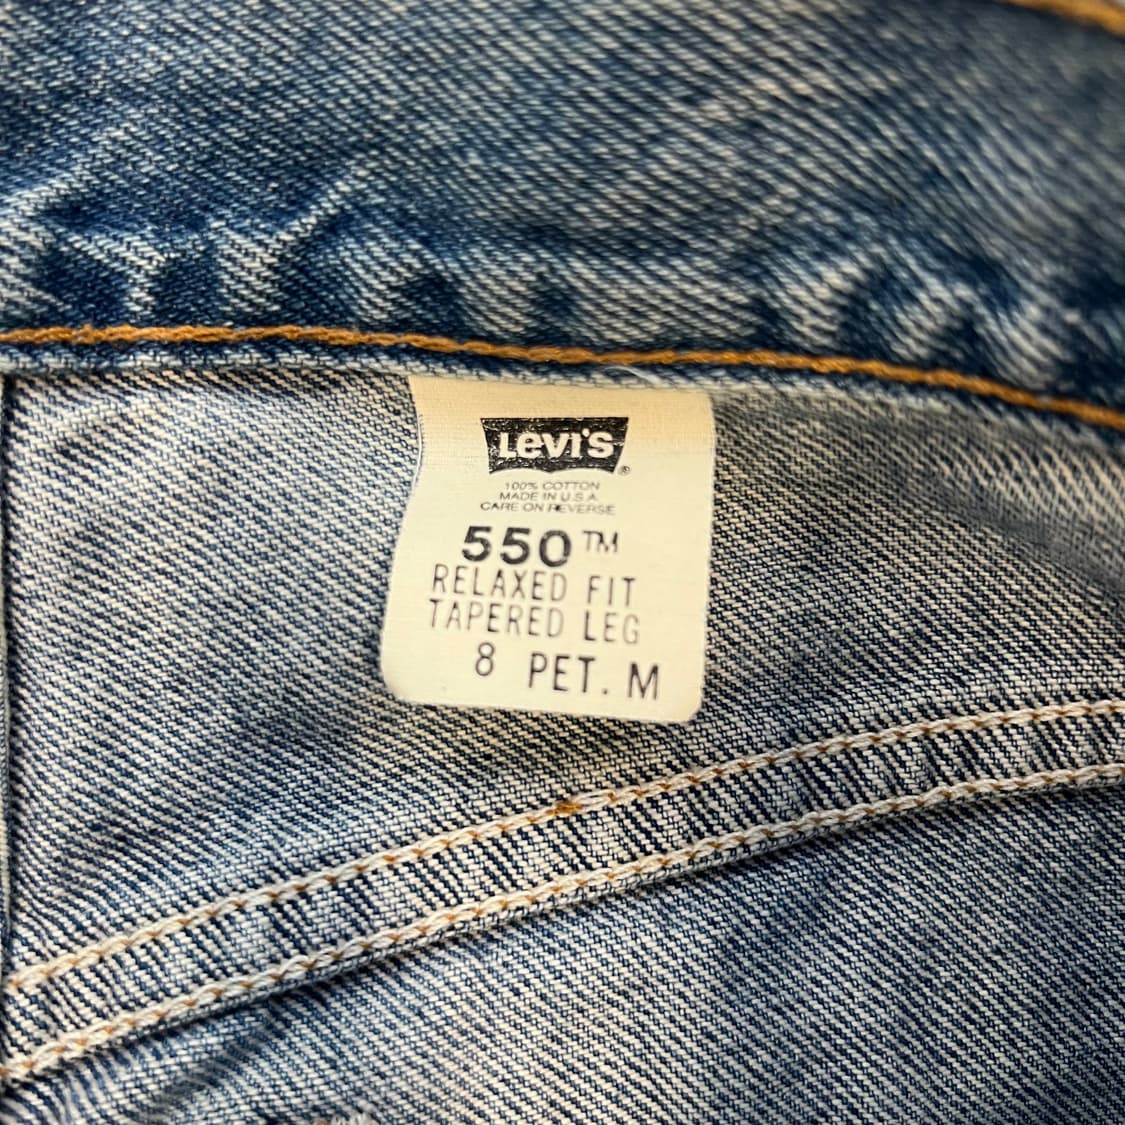 Levi's®
100% COTTON
MADE IN U.S.A.
CARE ON REVERSE
550™
RELAXED FIT
TAPERED LEG
8 PET. M